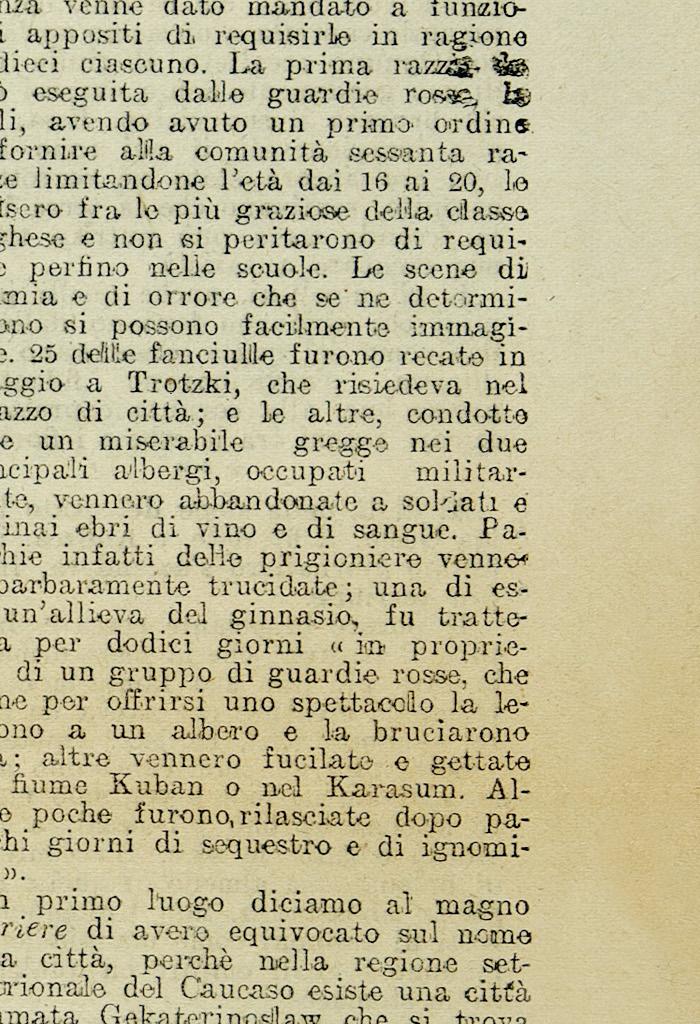 nza venne dato mandato a funzio-
i appositi di requisirle in ragione
dieci ciascuno. La prima razzia
ò eseguita dalle guardie rosse, le
li, avendo avuto un primo ordine
fornire alla comunità sessanta ra-
ze limitandone l'età dai 16 ai 20, le
lsero fra le più graziose della classe
ghese e non si peritarono di requi-
e perfino nelle scuole. Le scene di
mia e di orrore che se ne determi-
ono si possono facilmente immagi-
e. 25 delle fanciulle furono recate in
aggio a Trotzki, che risiedeva nel
azzo di città; e le altre, condotte
e un miserabile gregge nei due
ncipali albergi, occupati militar-
te, vennero abbandonate a soldati e
inai ebri di vino e di sangue. Pa-
hie infatti delle prigioniere venne-
barbaramente trucidate; una di es-
un'allieva del ginnasio, fu tratte-
a per dodici giorni « in proprie-
di un gruppo di guardie rosse, che
ne per offrirsi uno spettacolo la le-
ono a un albero e la bruciarono
a; altre vennero fucilate e gettate
fiume Kuban o nel Karasum. Al-
e poche furono, rilasciate dopo pa-
hi giorni di sequestro e di ignomi-
».
n primo luogo diciamo al magno
riere di avere equivocato sul nome
a città, perchè nella regione set-
trionale del Caucaso esiste una città
amata Gekaterinosllaw che si trova